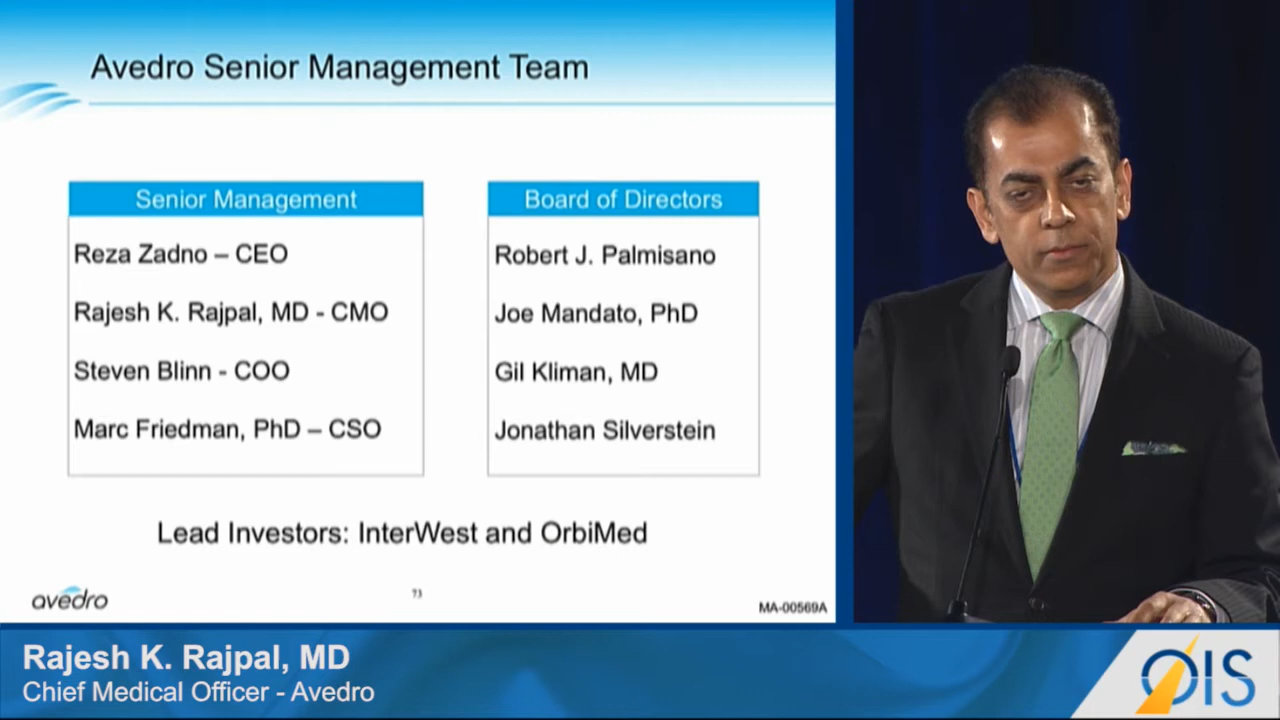 Avedro Senior Management Team
Senior Management
Reza Zadno – CEO
Rajesh K. Rajpal, MD - CMO
Steven Blinn - COO
Marc Friedman, PhD – CSO
Board of Directors
Robert J. Palmisano
Joe Mandato, PhD
Gil Kliman, MD
Jonathan Silverstein
Lead Investors: InterWest and OrbiMed
avedro
73
MA-00569A
Rajesh K. Rajpal, MD
Chief Medical Officer - Avedro
OIS